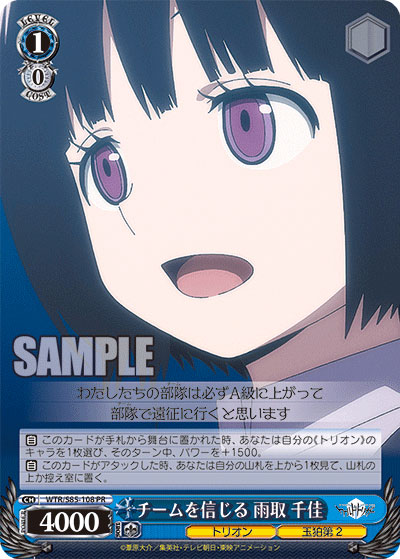 LEVEL
1
0
COST
SAMPLE
わたしたちの部隊は必ずA級に上がって
部隊で遠征に行くと思います
自 このカードが手札から舞台に置かれた時、あなたは自分の《トリオン》の
キャラを1枚選び、そのターン中、パワーを+1500。
自 このカードがアタックした時、あなたは自分の山札を上から1枚見て、山札の
上か控え室に置く。
CH WTR/S85-108 PR
4000
チームを信じる 雨取 千佳
トリオン
玉狛第2
©葦原大介/集英社・テレビ朝日・東映アニメーション